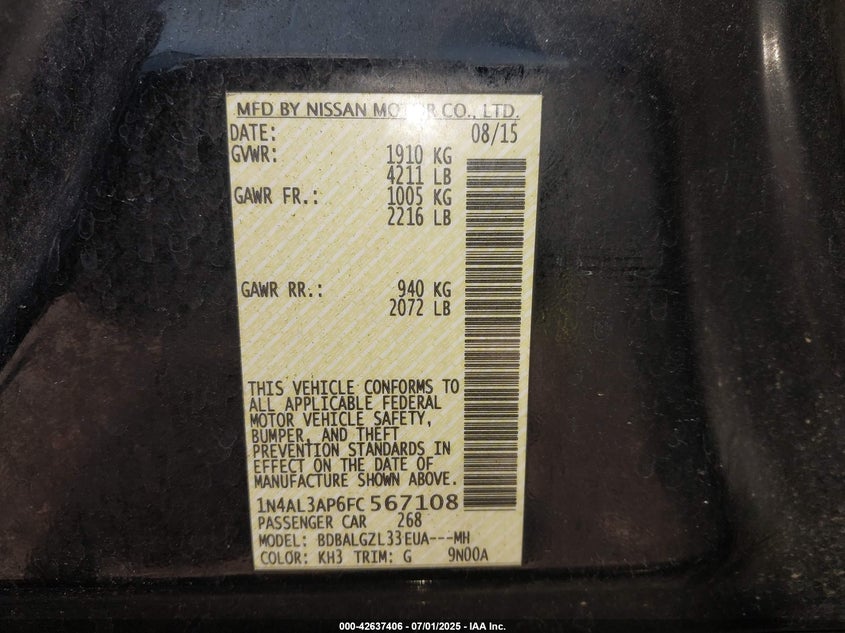 MFD BY NISSAN MOTOR CO., LTD.
DATE: 08/15
GVWR: 1910 KG
4211 LB
GAWR FR.: 1005 KG
2216 LB
GAWR RR.: 940 KG
2072 LB
THIS VEHICLE CONFORMS TO
ALL APPLICABLE FEDERAL
MOTOR VEHICLE SAFETY,
BUMPER, AND THEFT
PREVENTION STANDARDS IN
EFFECT ON THE DATE OF
MANUFACTURE SHOWN ABOVE.
1N4AL3AP6FC567108
PASSENGER CAR 268
MODEL: BDBALGZL33EUA---MH
COLOR: KH3 TRIM: G 9N00A
000-42637406 - 07/01/2025 - IAA Inc.